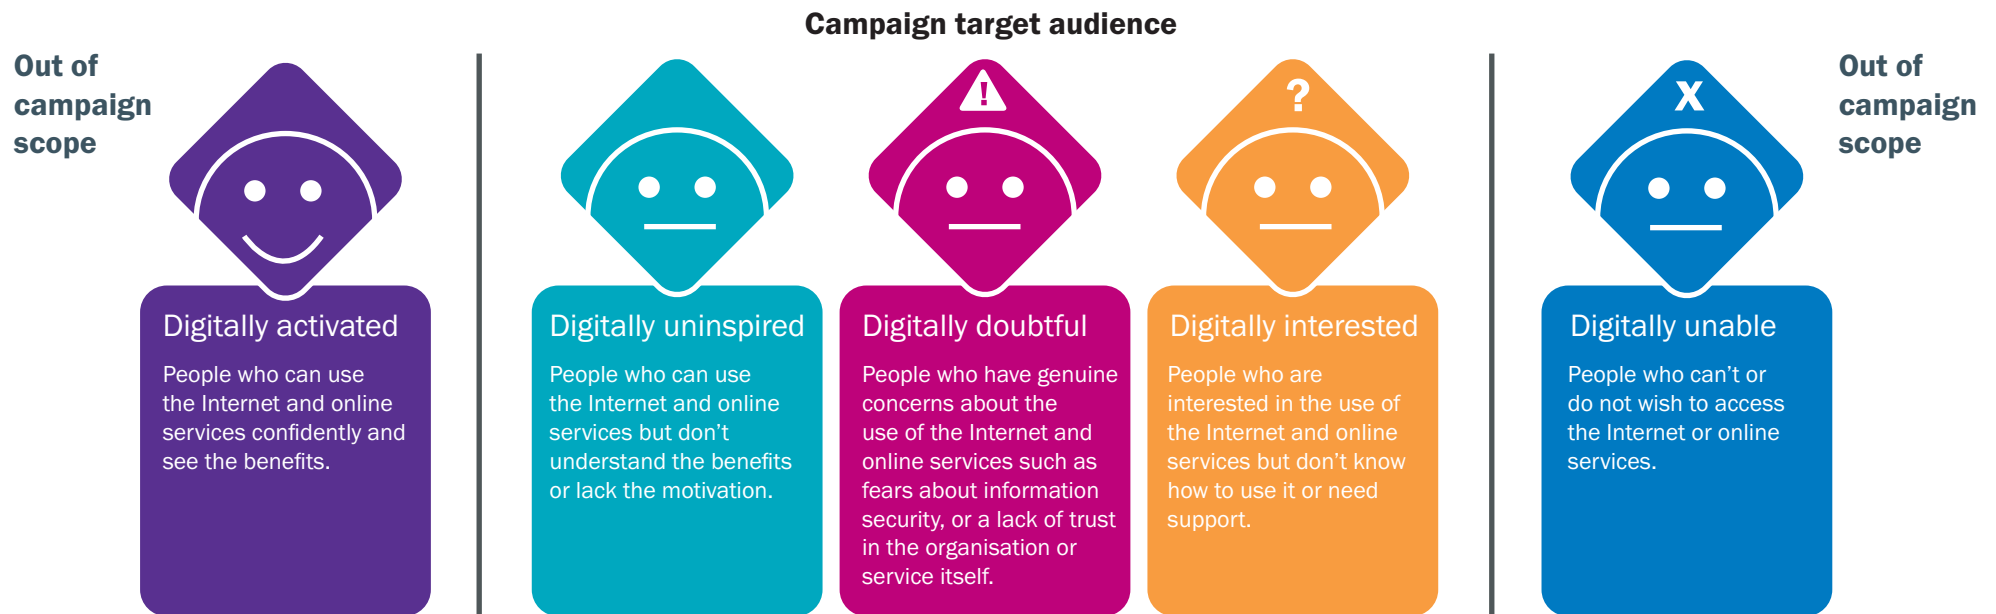 Campaign target audience
Out of
campaign
scope
Digitally activated
People who can use
the Internet and online
services confidently and
see the benefits.
Digitally uninspired
People who can use
the Internet and online
services but don’t
understand the benefits
or lack the motivation.
!
Digitally doubtful
People who have genuine
concerns about the
use of the Internet and
online services such as
fears about information
security, or a lack of trust
in the organisation or
service itself.
?
Digitally interested
People who are
interested in the use of
the Internet and online
services but don’t know
how to use it or need
support.
X
Digitally unable
People who can’t or
do not wish to access
the Internet or online
services.
Out of
campaign
scope